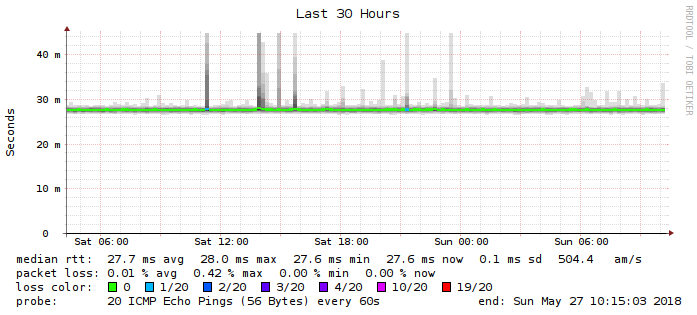 Last 30 Hours
RRDTOOL / TOBI OETIKER
Seconds
40 m
30 m
20 m
10 m
0
Sat 06:00 Sat 12:00 Sat 18:00 Sun 00:00 Sun 06:00
median rtt: 27.7 ms avg 28.0 ms max 27.6 ms min 27.6 ms now 0.1 ms sd 504.4 am/s
packet loss: 0.01 % avg 0.42 % max 0.00 % min 0.00 % now
loss color: 0 1/20 2/20 3/20 4/20 10/20 19/20
probe: 20 ICMP Echo Pings (56 Bytes) every 60s end: Sun May 27 10:15:03 2018